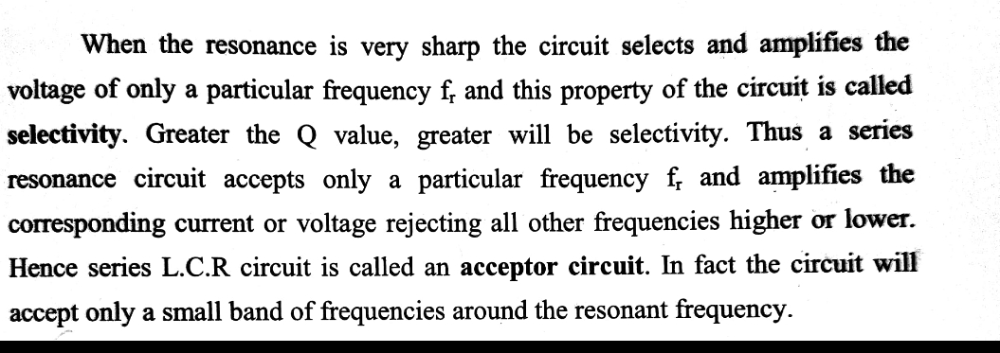 When the resonance is very sharp the circuit selects and amplifies the
voltage of only a particular frequency fr and this property of the circuit is called
selectivity. Greater the Q value, greater will be selectivity. Thus a series
resonance circuit accepts only a particular frequency fr and amplifies the
corresponding current or voltage rejecting all other frequencies higher or lower.
Hence series L.C.R circuit is called an acceptor circuit. In fact the circuit will
accept only a small band of frequencies around the resonant frequency.